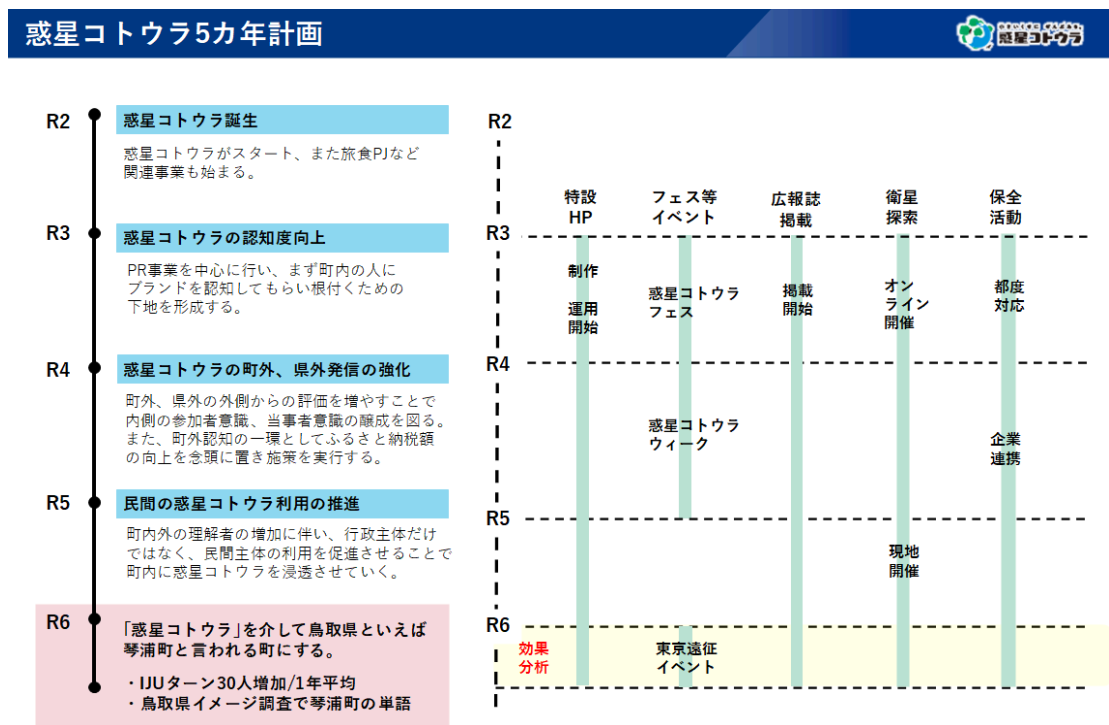 惑星コトウラ5カ年計画
惑星コトウラ
R2
惑星コトウラ誕生
惑星コトウラがスタート、また旅食PJなど
関連事業も始まる。
R3
惑星コトウラの認知度向上
PR事業を中心に行い、まず町内の人に
ブランドを認知してもらい根付くための
下地を形成する。
R4
惑星コトウラの町外、県外発信の強化
町外、県外の外側からの評価を増やすことで
内側の参加者意識、当事者意識の醸成を図る。
また、町外認知の一環としてふるさと納税額
の向上を念頭に置き施策を実行する。
R5
民間の惑星コトウラ利用の推進
町内外の理解者の増加に伴い、行政主体だけ
ではなく、民間主体の利用を促進させることで
町内に惑星コトウラを浸透させていく。
R6
「惑星コトウラ」を介して鳥取県といえば
琴浦町と言われる町にする。
・IJUターン30人増加/1年平均
・鳥取県イメージ調査で琴浦町の単語
R2
特設
HP
フェス等
イベント
広報誌
掲載
衛星
探索
保全
活動
R3
制作
運用
開始
惑星コトウラ
フェス
掲載
開始
オン
ライン
開催
都度
対応
R4
惑星コトウラ
ウィーク
企業
連携
R5
現地
開催
R6
効果
分析
東京遠征
イベント